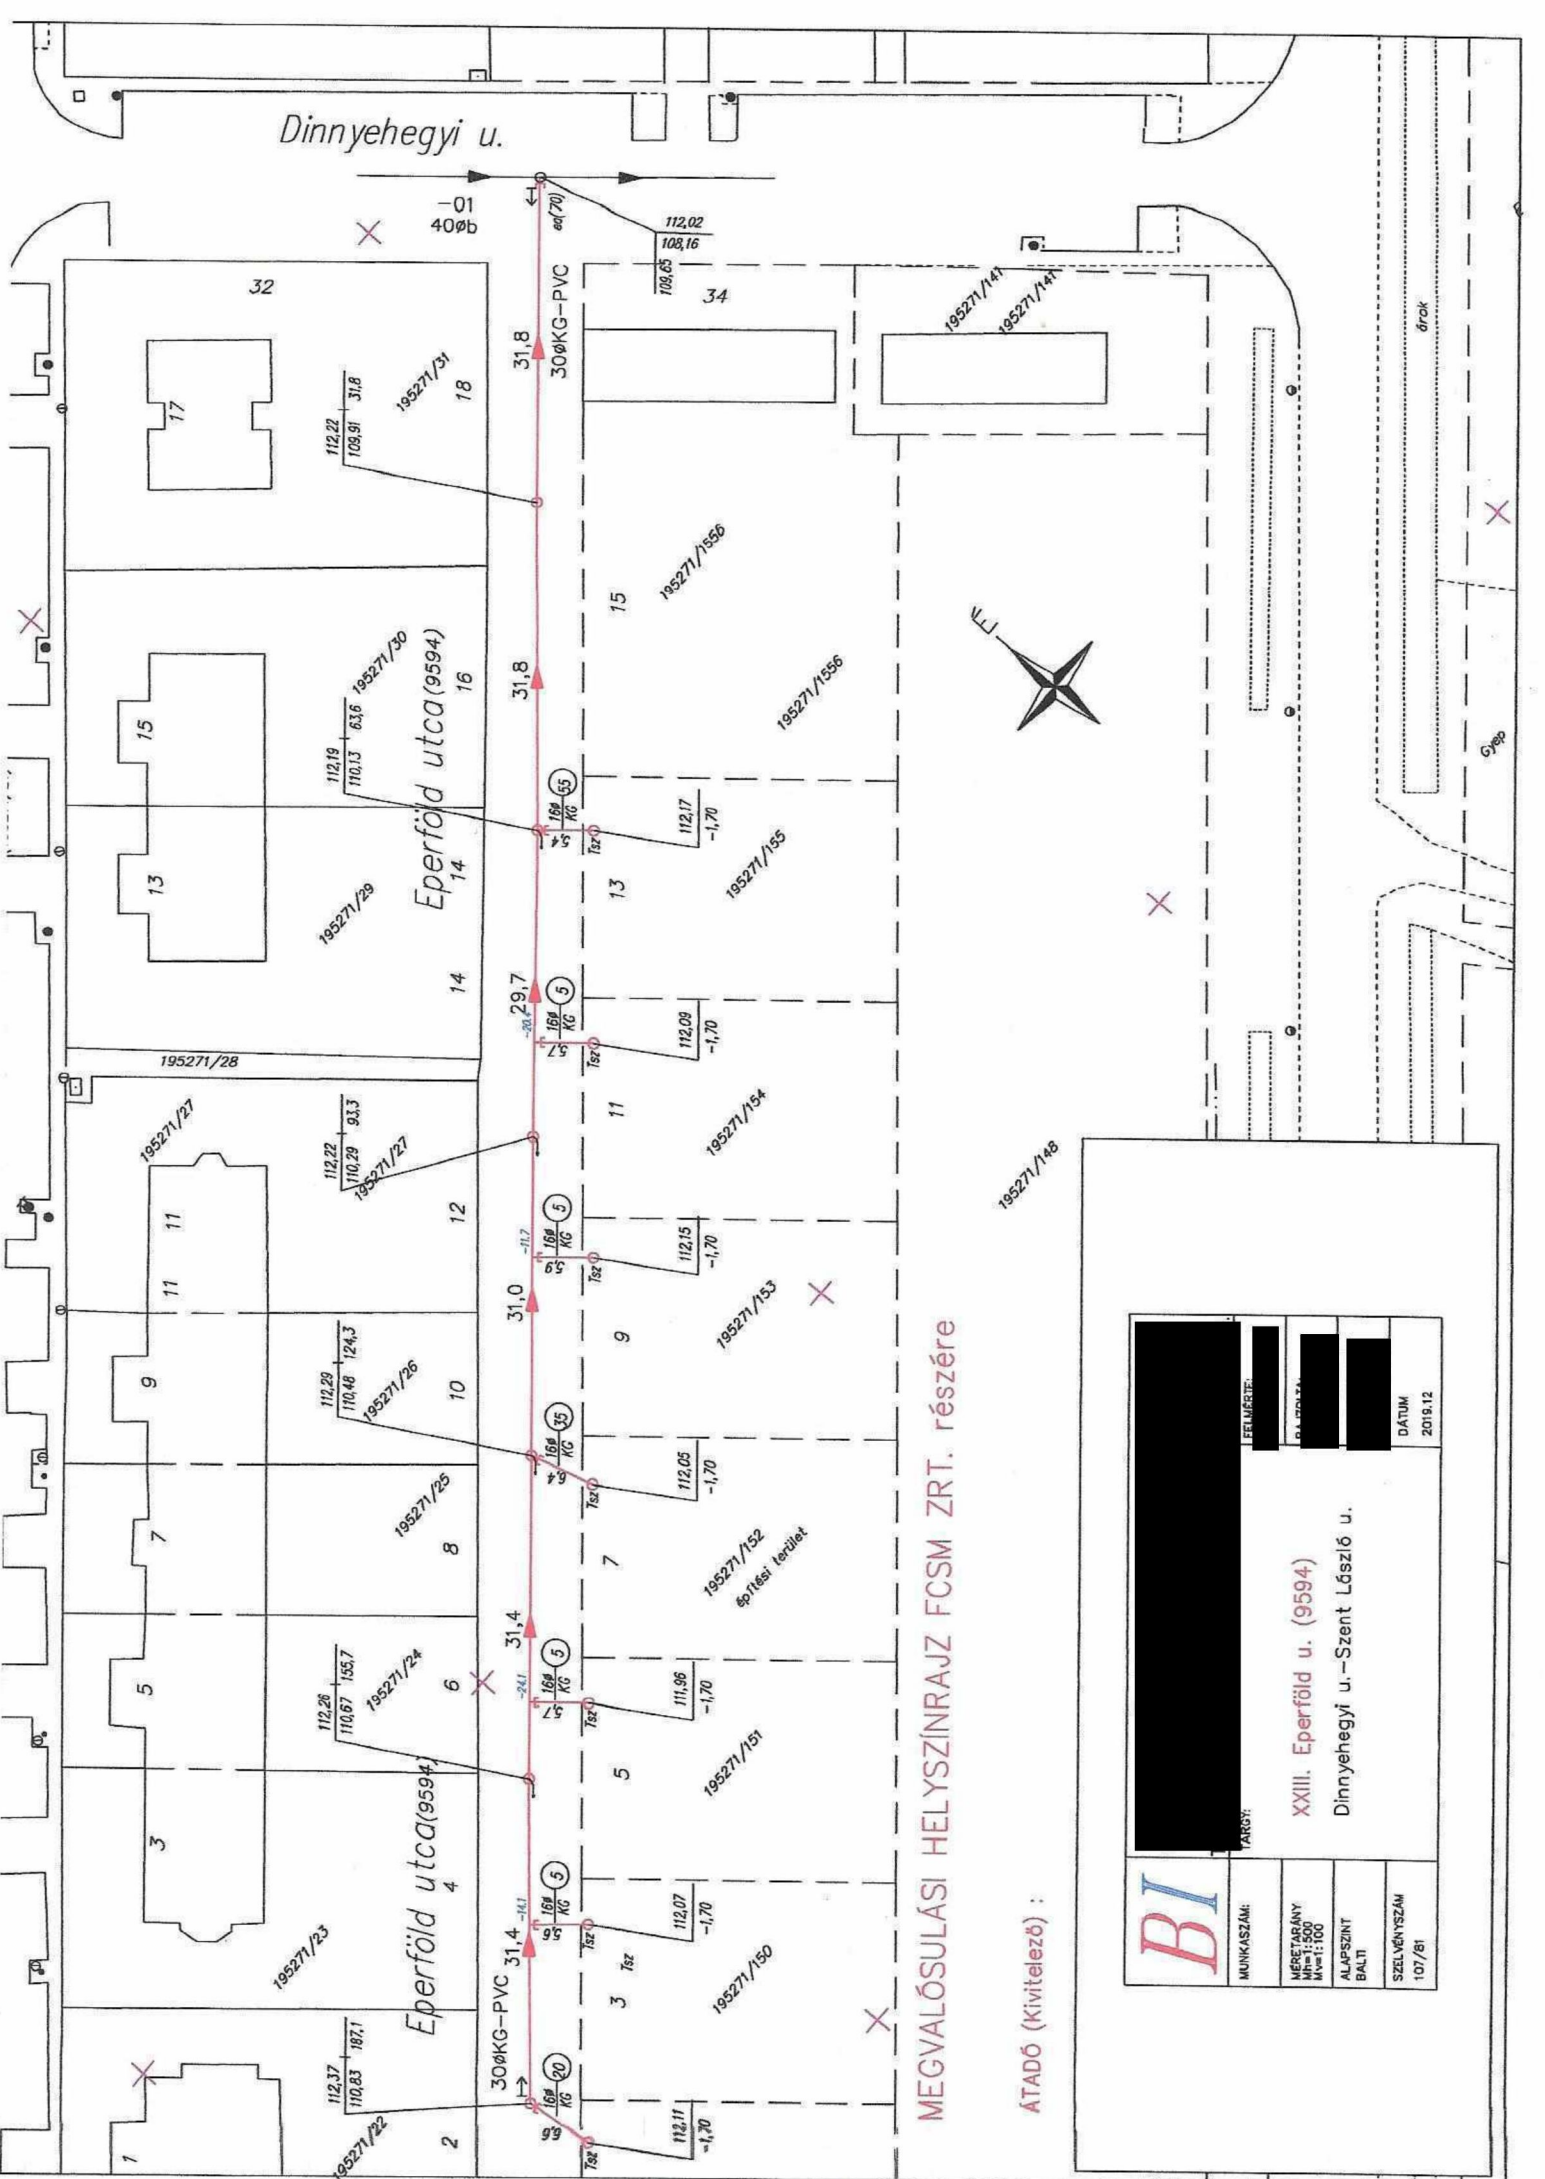 Dinnyehegyi u.
-01
40øb
eá(70)
112,02
108,16
109,65
32
34
195271/141
195271/141
30øKG-PVC
31,8
17
112,22
109,91
31,8
195271/31
18
árok
15
195271/1556
31,8
195271/30
Eperföld utca(9594)
16
15
112,19
110,13
63,6
195271/1556
É
Gyep
55
16ø
KG
5,4
Tsz
112,17
-1,70
195271/155
13
14
13
195271/29
14
29,7
-20,4
5
16ø
KG
5,7
Tsz
112,09
-1,70
195271/28
195271/27
112,22
110,29
93,3
195271/27
11
195271/154
195271/148
11
12
11
-11,7
5
16ø
KG
5,9
Tsz
112,15
-1,70
31,0
195271/153
9
9
112,29
110,48
124,3
195271/26
10
35
16ø
KG
6,4
Tsz
112,05
-1,70
7
195271/25
8
7
195271/152
építési terület
31,4
5
112,26
110,67
155,7
195271/24
6
-24,1
5
16ø
KG
5,7
Tsz
111,96
-1,70
5
195271/151
3
Eperföld utca(9594)
4
-14,1
5
16ø
KG
5,6
Tsz
112,07
-1,70
31,4
195271/23
Tsz
3
195271/150
30øKG-PVC
112,37
110,83
187,1
195271/22
2
1
20
16ø
KG
6,6
Tsz
112,11
-1,70
MEGVALÓSULÁSI HELYSZÍNRAJZ FCSM ZRT. részére
ÁTADÓ (Kivitelező) :
BI
MUNKASZÁM:
TÁRGY:
FELMÉRTE:
MÉRETARÁNY
Mh=1:500
Mv=1:100
XXIII. Eperföld u. (9594)
ALAPSZINT
BALTI
Dinnyehegyi u.-Szent László u.
SZELVÉNYSZÁM
107/81
DÁTUM
2019.12